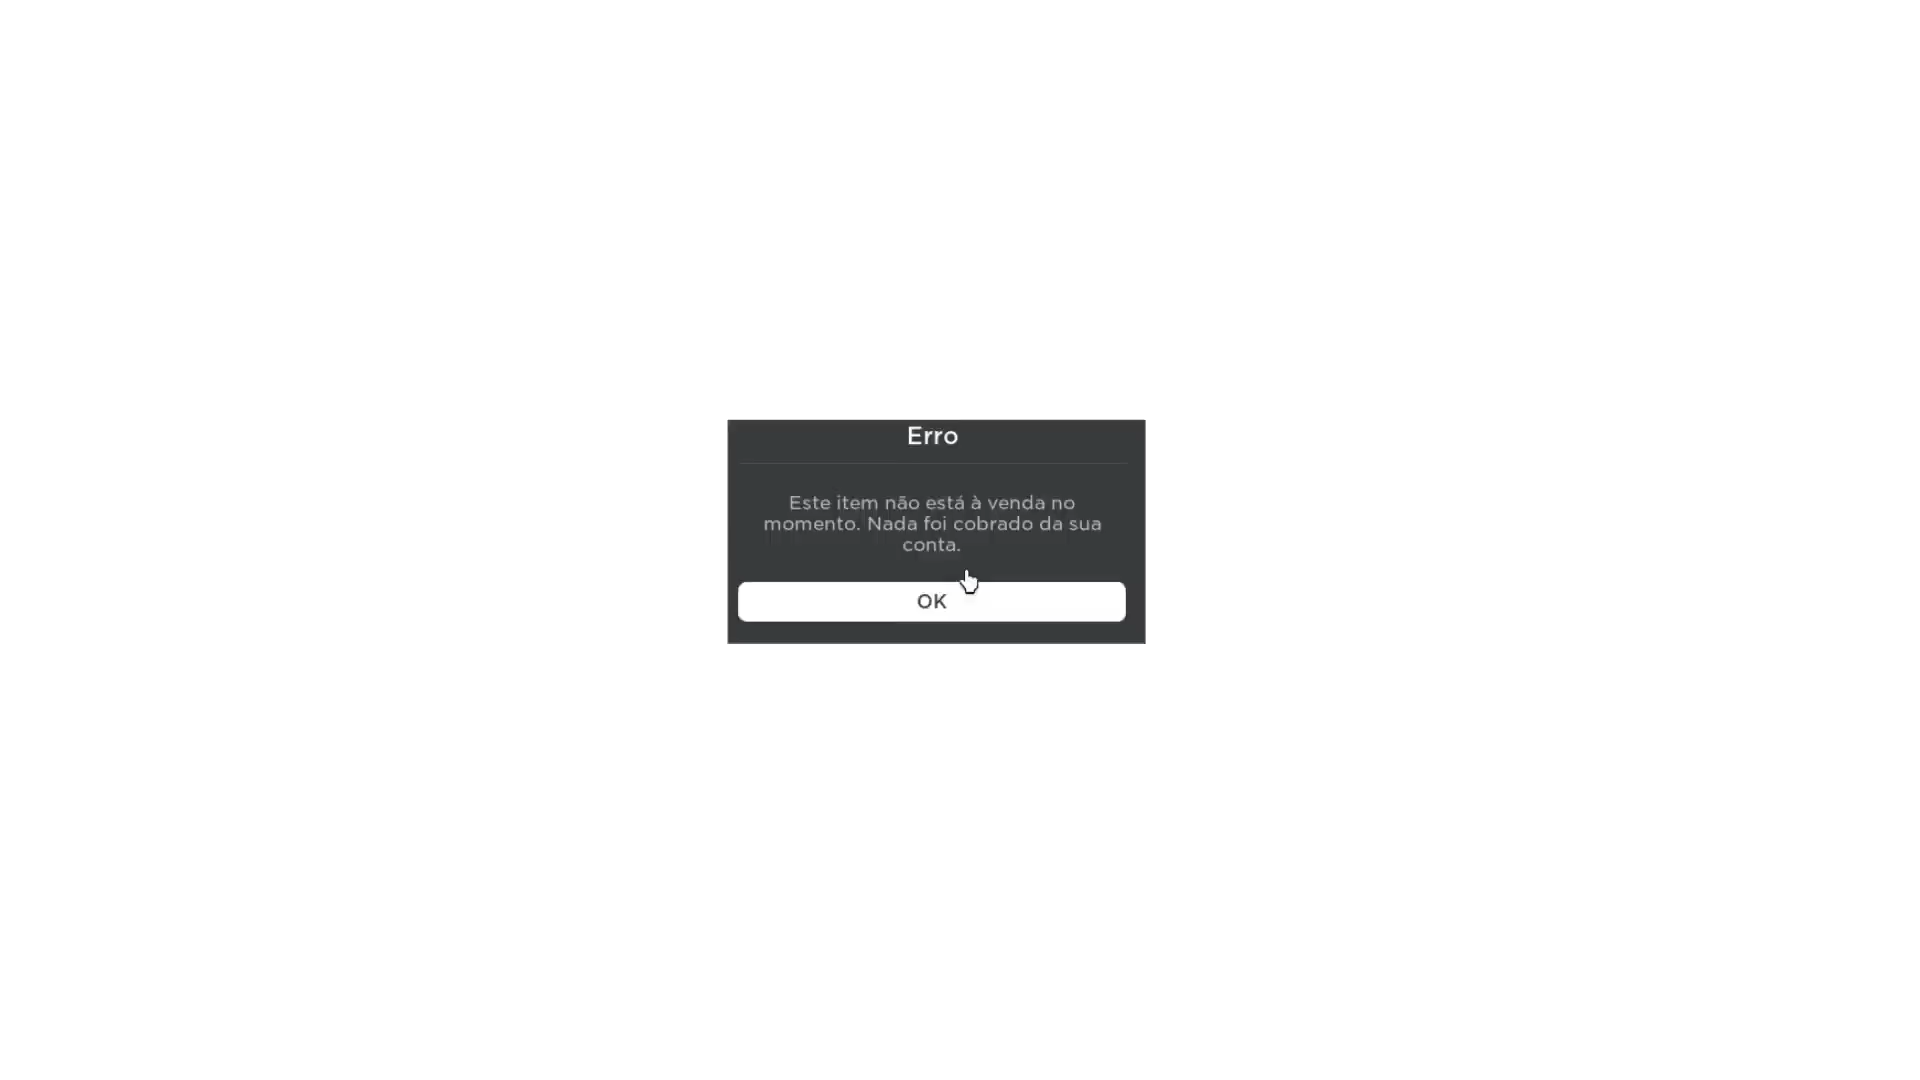 Erro
Este item não está à venda no
momento. Nada foi cobrado da sua
conta.
OK